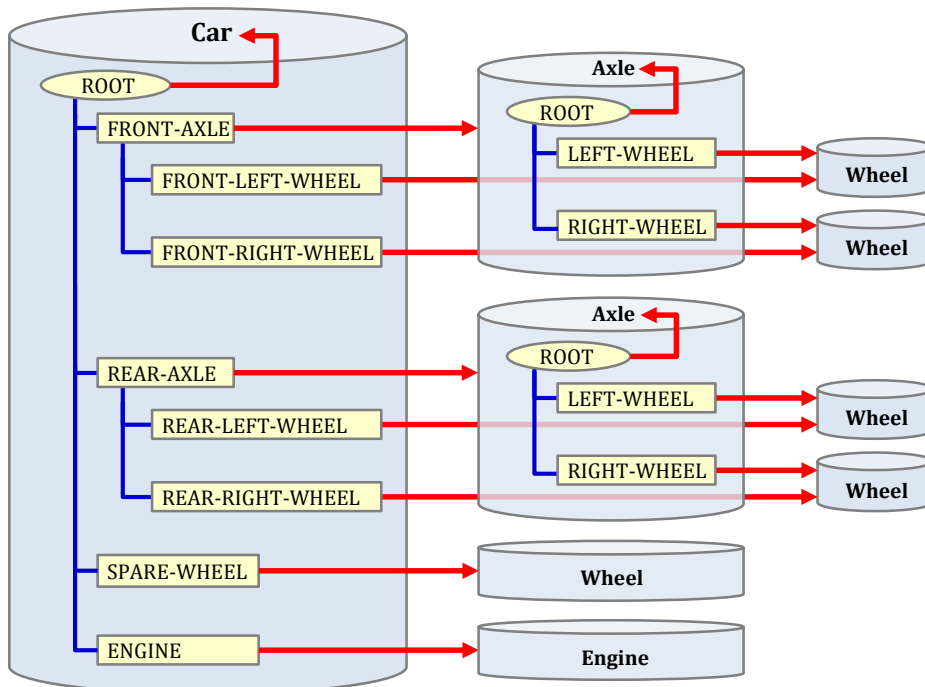 Car
ROOT
FRONT-AXLE
FRONT-LEFT-WHEEL
FRONT-RIGHT-WHEEL
REAR-AXLE
REAR-LEFT-WHEEL
REAR-RIGHT-WHEEL
SPARE-WHEEL
ENGINE
Axle
ROOT
LEFT-WHEEL
RIGHT-WHEEL
Wheel
Wheel
Axle
ROOT
LEFT-WHEEL
RIGHT-WHEEL
Wheel
Wheel
Wheel
Engine